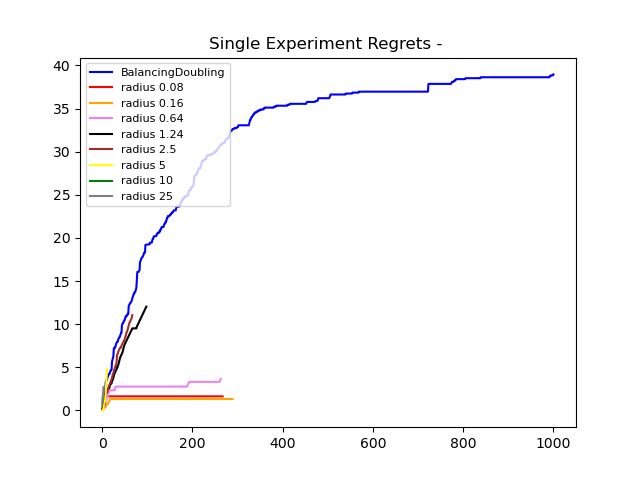 Single Experiment Regrets -
BalancingDoubling
radius 0.08
radius 0.16
radius 0.64
radius 1.24
radius 2.5
radius 5
radius 10
radius 25
40
35
30
25
20
15
10
5
0
0 200 400 600 800 1000